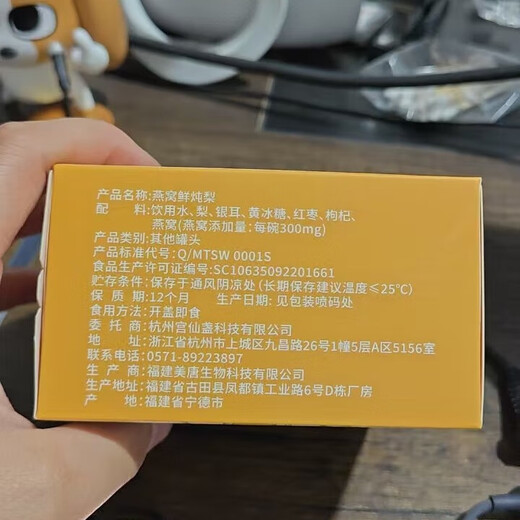 产品名称:燕窝鲜炖梨
配 料:饮用水、梨、银耳、黄冰糖、红枣、枸杞、
燕窝(燕窝添加量:每碗300mg)
产品类别:其他罐头
产品标准代号:Q/MTSW 0001S
食品生产许可证编号:SC10635092201661
贮存条件:保存于通风阴凉处(长期保存建议温度≤25℃)
保 质 期:12个月 生产日期:见包装喷码处
食用方法:开盖即食
委 托 商:杭州宫仙盏科技有限公司
地 址:浙江省杭州市上城区九昌路26号1幢5层A区5156室
联系电话:0571-89223897
生 产 商:福建美唐生物科技有限公司
生产地址:福建省古田县凤都镇工业路6号D栋厂房
产 地:福建省宁德市